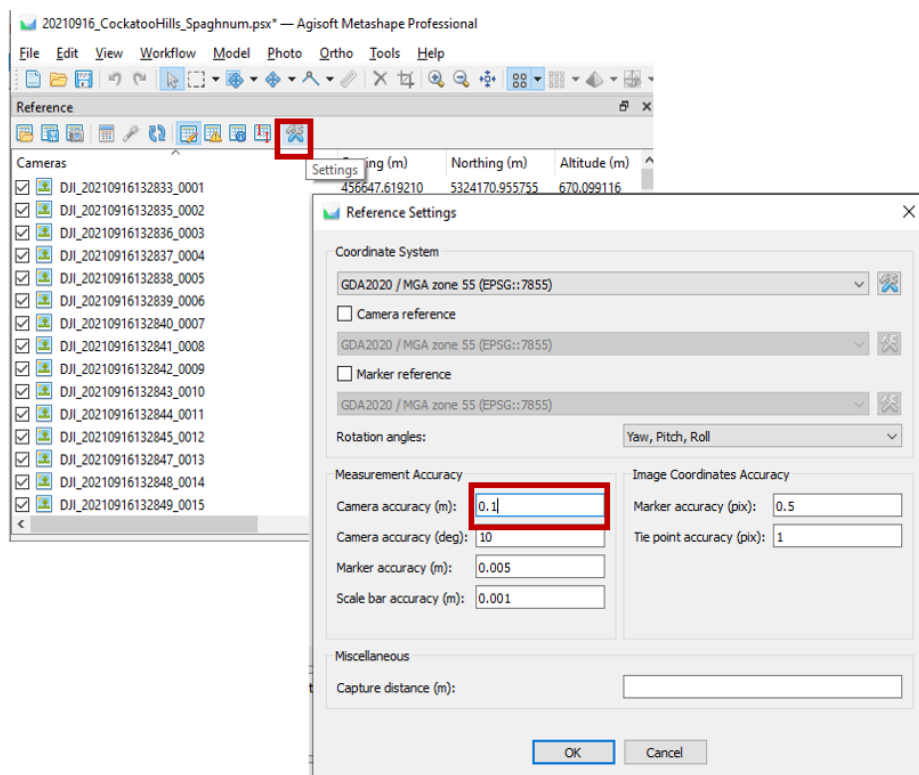 20210916_CockatooHills_Spaghnum.psx* — Agisoft Metashape Professional
File Edit View Workflow Model Photo Ortho Tools Help
Reference
Cameras ing (m) Northing (m) Altitude (m)
Settings
DJI_20210916132833_0001 456647.619210 5324170.955755 670.099116
DJI_20210916132835_0002
DJI_20210916132836_0003
DJI_20210916132837_0004
DJI_20210916132838_0005
DJI_20210916132839_0006
DJI_20210916132840_0007
DJI_20210916132841_0008
DJI_20210916132842_0009
DJI_20210916132843_0010
DJI_20210916132844_0011
DJI_20210916132845_0012
DJI_20210916132847_0013
DJI_20210916132848_0014
DJI_20210916132849_0015
Reference Settings
Coordinate System
GDA2020 / MGA zone 55 (EPSG::7855)
Camera reference
GDA2020 / MGA zone 55 (EPSG::7855)
Marker reference
GDA2020 / MGA zone 55 (EPSG::7855)
Rotation angles: Yaw, Pitch, Roll
Measurement Accuracy
Camera accuracy (m): 0.1
Camera accuracy (deg): 10
Marker accuracy (m): 0.005
Scale bar accuracy (m): 0.001
Image Coordinates Accuracy
Marker accuracy (pix): 0.5
Tie point accuracy (pix): 1
Miscellaneous
Capture distance (m):
OK Cancel